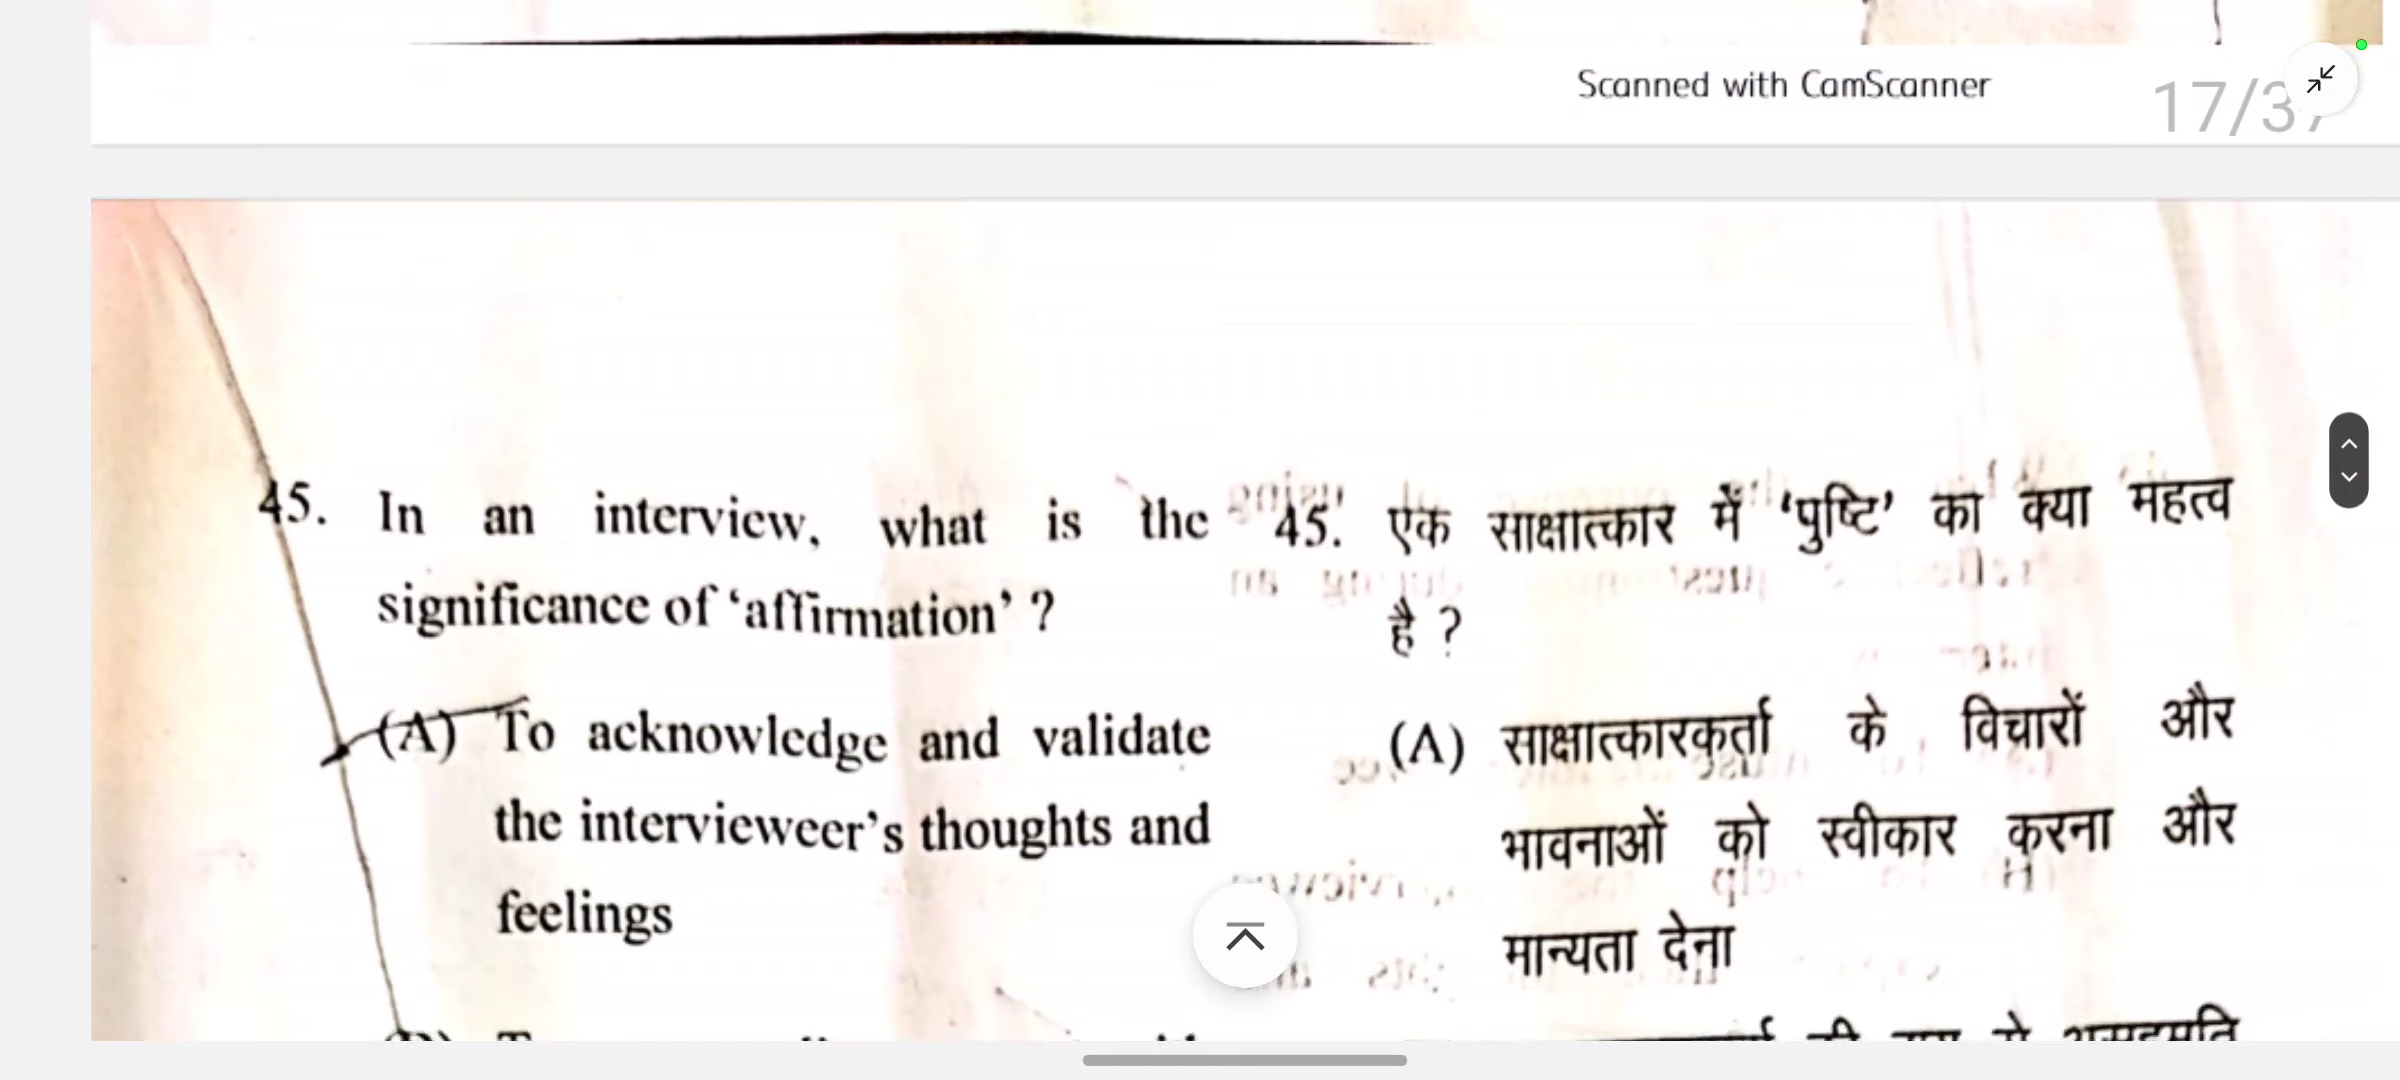 Scanned with CamScanner
17/37
45. In an interview, what is the
significance of ‘affirmation’ ?
(A) To acknowledge and validate
the interviewer’s thoughts and
feelings
45. एक साक्षात्कार में ‘पुष्टि’ का क्या महत्व
है ?
(A) साक्षात्कारकर्ता के विचारों और
भावनाओं को स्वीकार करना और
मान्यता देना